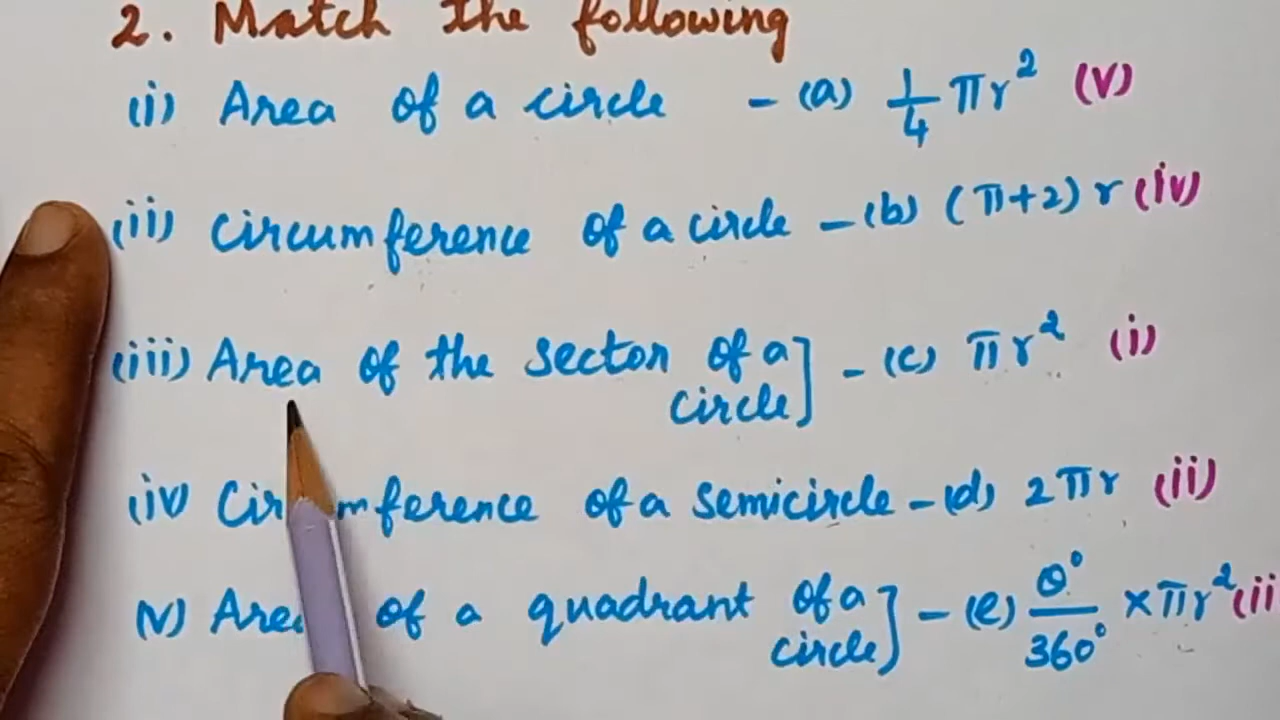 2. Match the following
(i) Area of a circle - (a) 1/4 πr² (v)
(ii) Circumference of a circle - (b) (π+2) r (iv)
(iii) Area of the sector of a circle] - (c) πr² (i)
(iv) Circumference of a semicircle - (d) 2πr (ii)
(v) Area of a quadrant of a circle] - (e) θ°/360° × πr² (ii